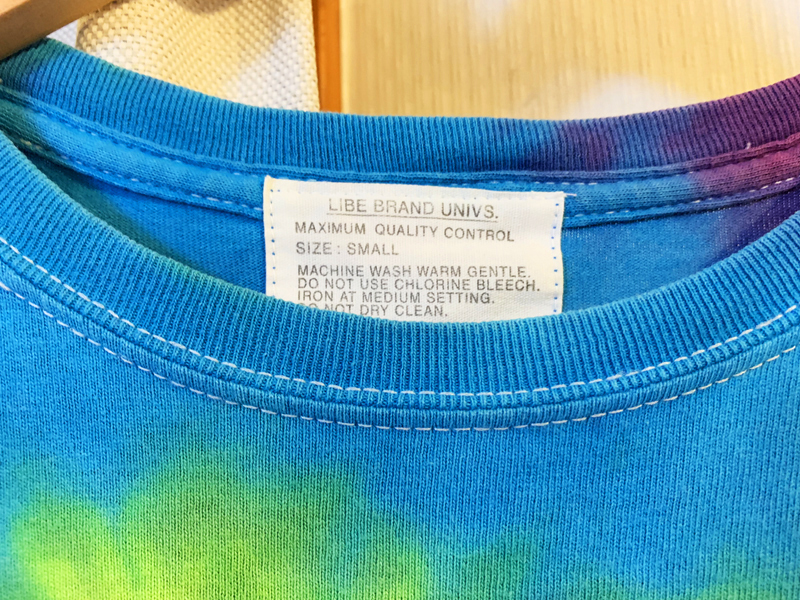 LIBE BRAND UNIVS.
MAXIMUM QUALITY CONTROL
SIZE : SMALL
MACHINE WASH WARM GENTLE.
DO NOT USE CHLORINE BLEECH.
IRON AT MEDIUM SETTING.
DO NOT DRY CLEAN.